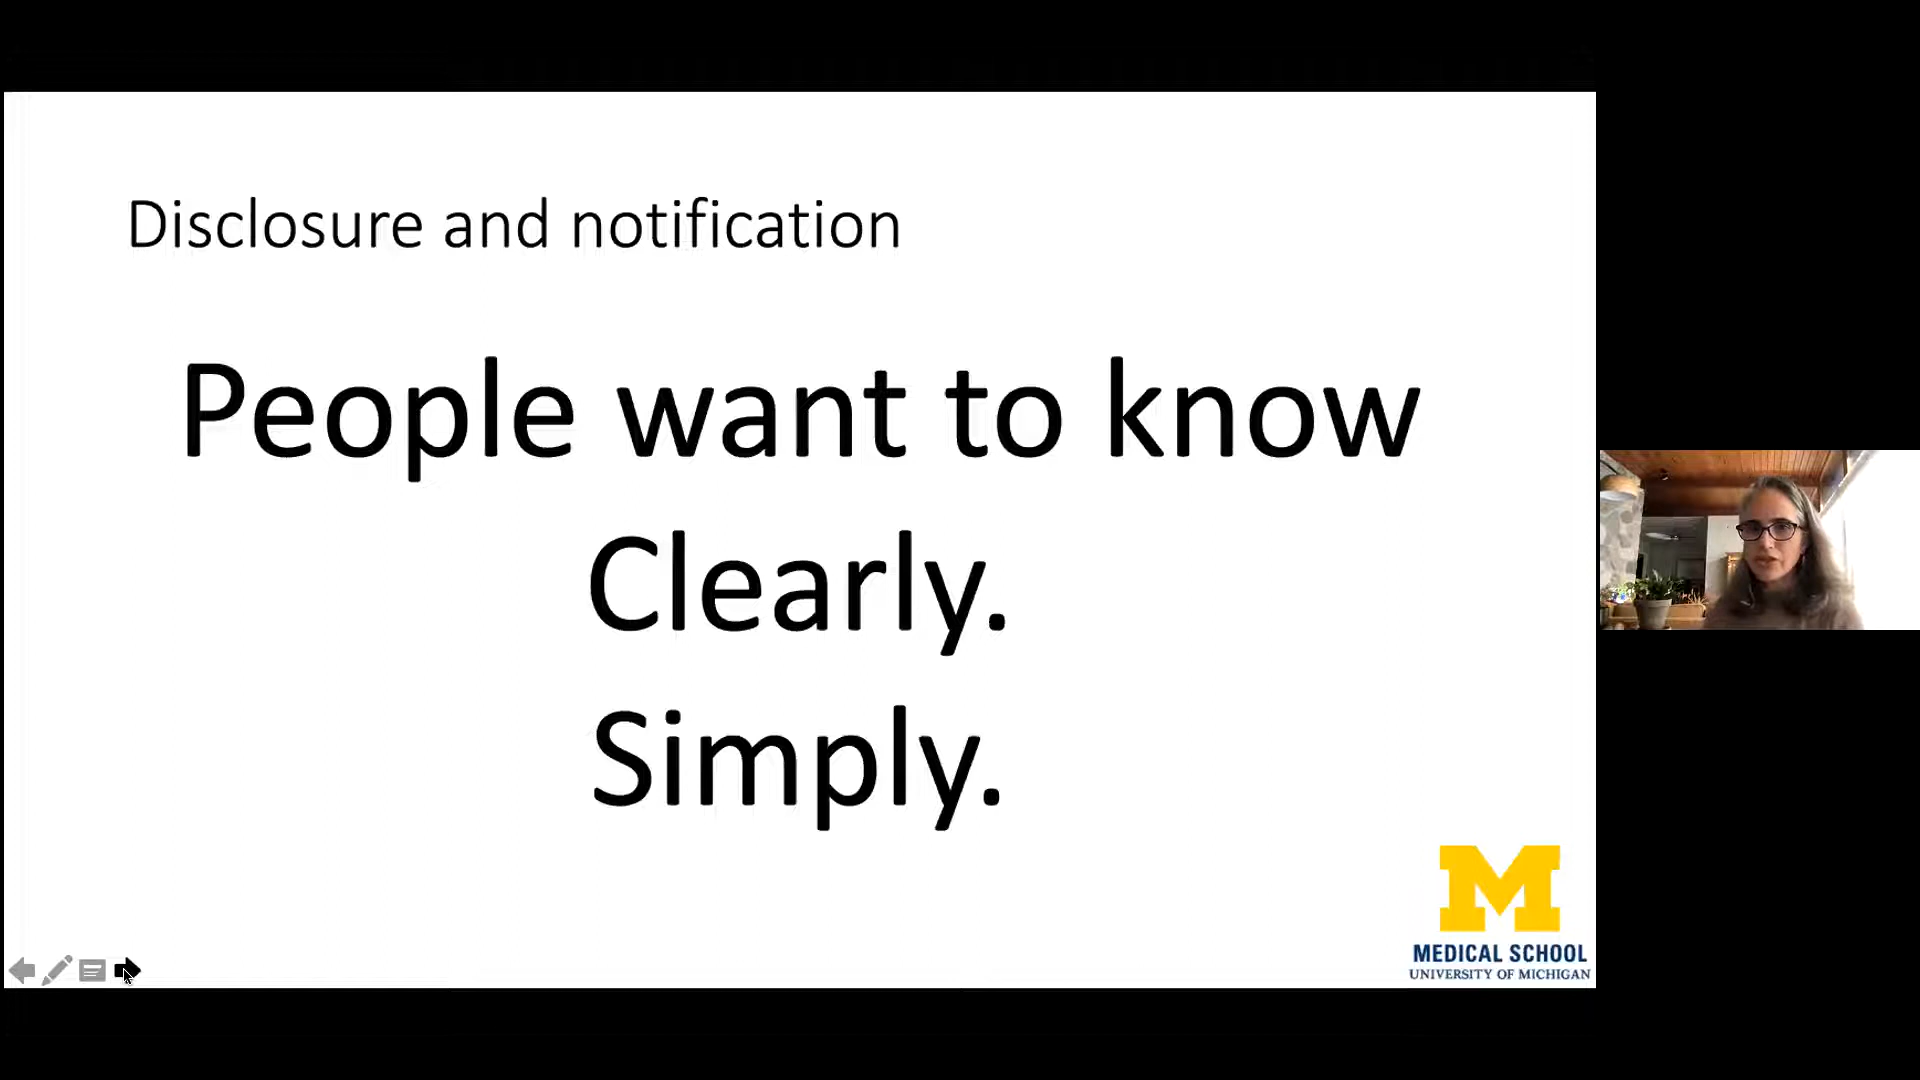 Disclosure and notification
People want to know
Clearly.
Simply.
M
MEDICAL SCHOOL
UNIVERSITY OF MICHIGAN